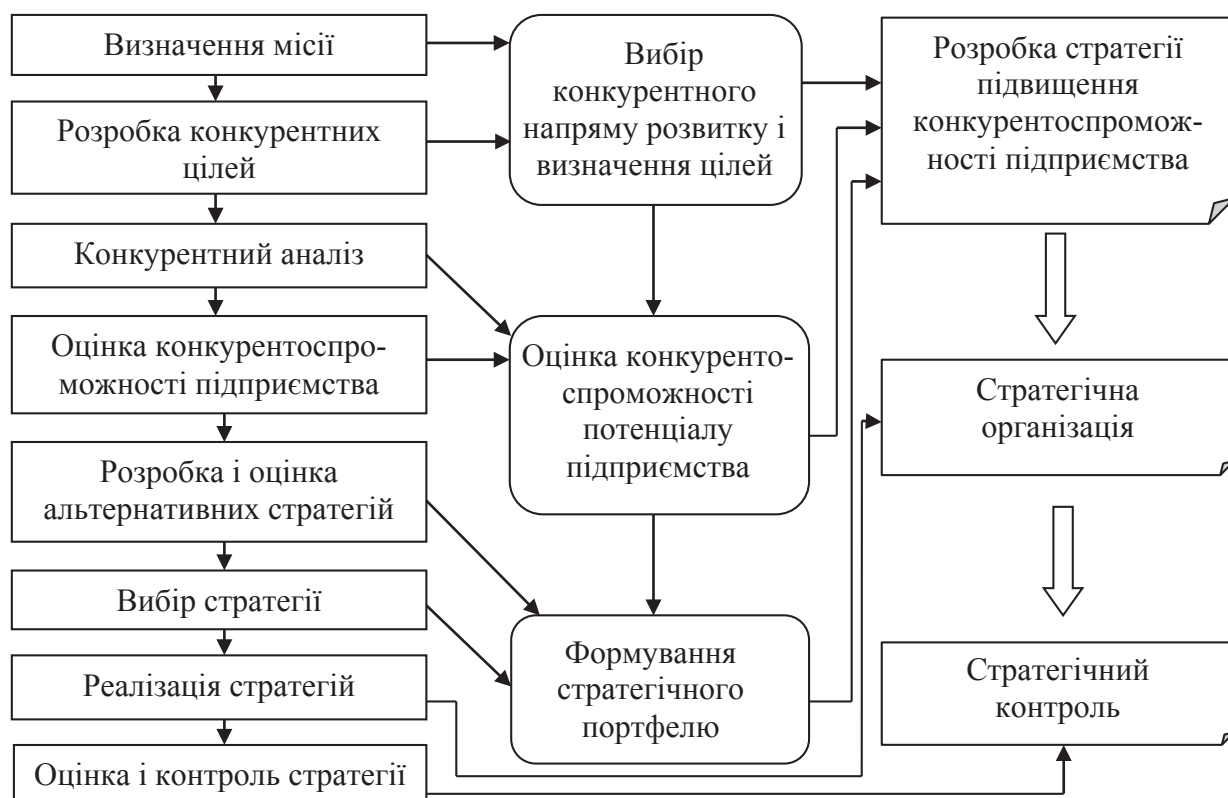 Визначення місії
Розробка конкурентних
цілей
Конкурентний аналіз
Оцінка конкурентоспро-
можності підприємства
Розробка і оцінка
альтернативних стратегій
Вибір стратегії
Реалізація стратегій
Оцінка і контроль стратегії
Вибір
конкурентного
напряму розвитку і
визначення цілей
Оцінка конкуренто-
спроможності
потенціалу
підприємства
Формування
стратегічного
портфелю
Розробка стратегії
підвищення
конкурентоспромож-
ності підприємства
Стратегічна
організація
Стратегічний
контроль